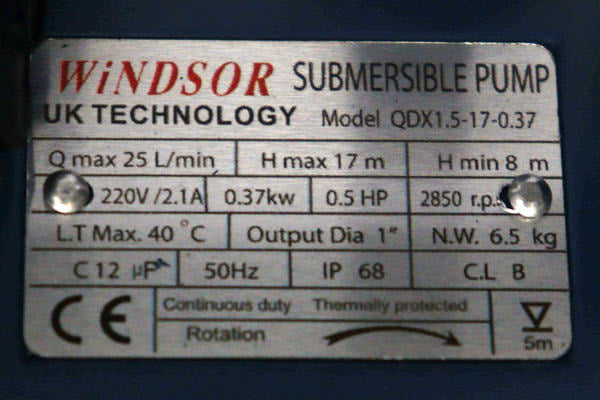 WiNDSOR SUBMERSIBLE PUMP
UK TECHNOLOGY Model QDX1.5-17-0.37
Q max 25 L/min H max 17 m H min 8 m
220V/2.1A 0.37kw 0.5 HP 2850 r.p.
L.T Max. 40 °C Output Dia 1" N.W. 6.5 kg
C 12 µF 50Hz IP 68 C.L B
CE Continuous duty Thermally protected
Rotation
5m